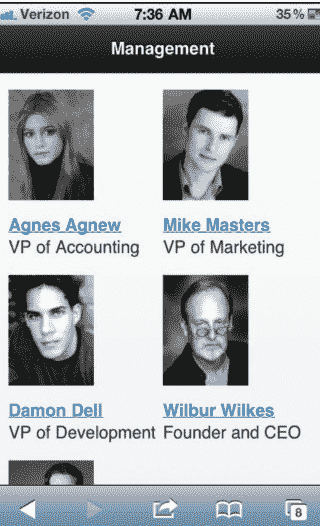 Verizon 7:36 AM 35%
Management
Agnes Agnew Mike Masters
VP of Accounting VP of Marketing
Damon Dell Wilbur Wilkes
VP of Development Founder and CEO
8